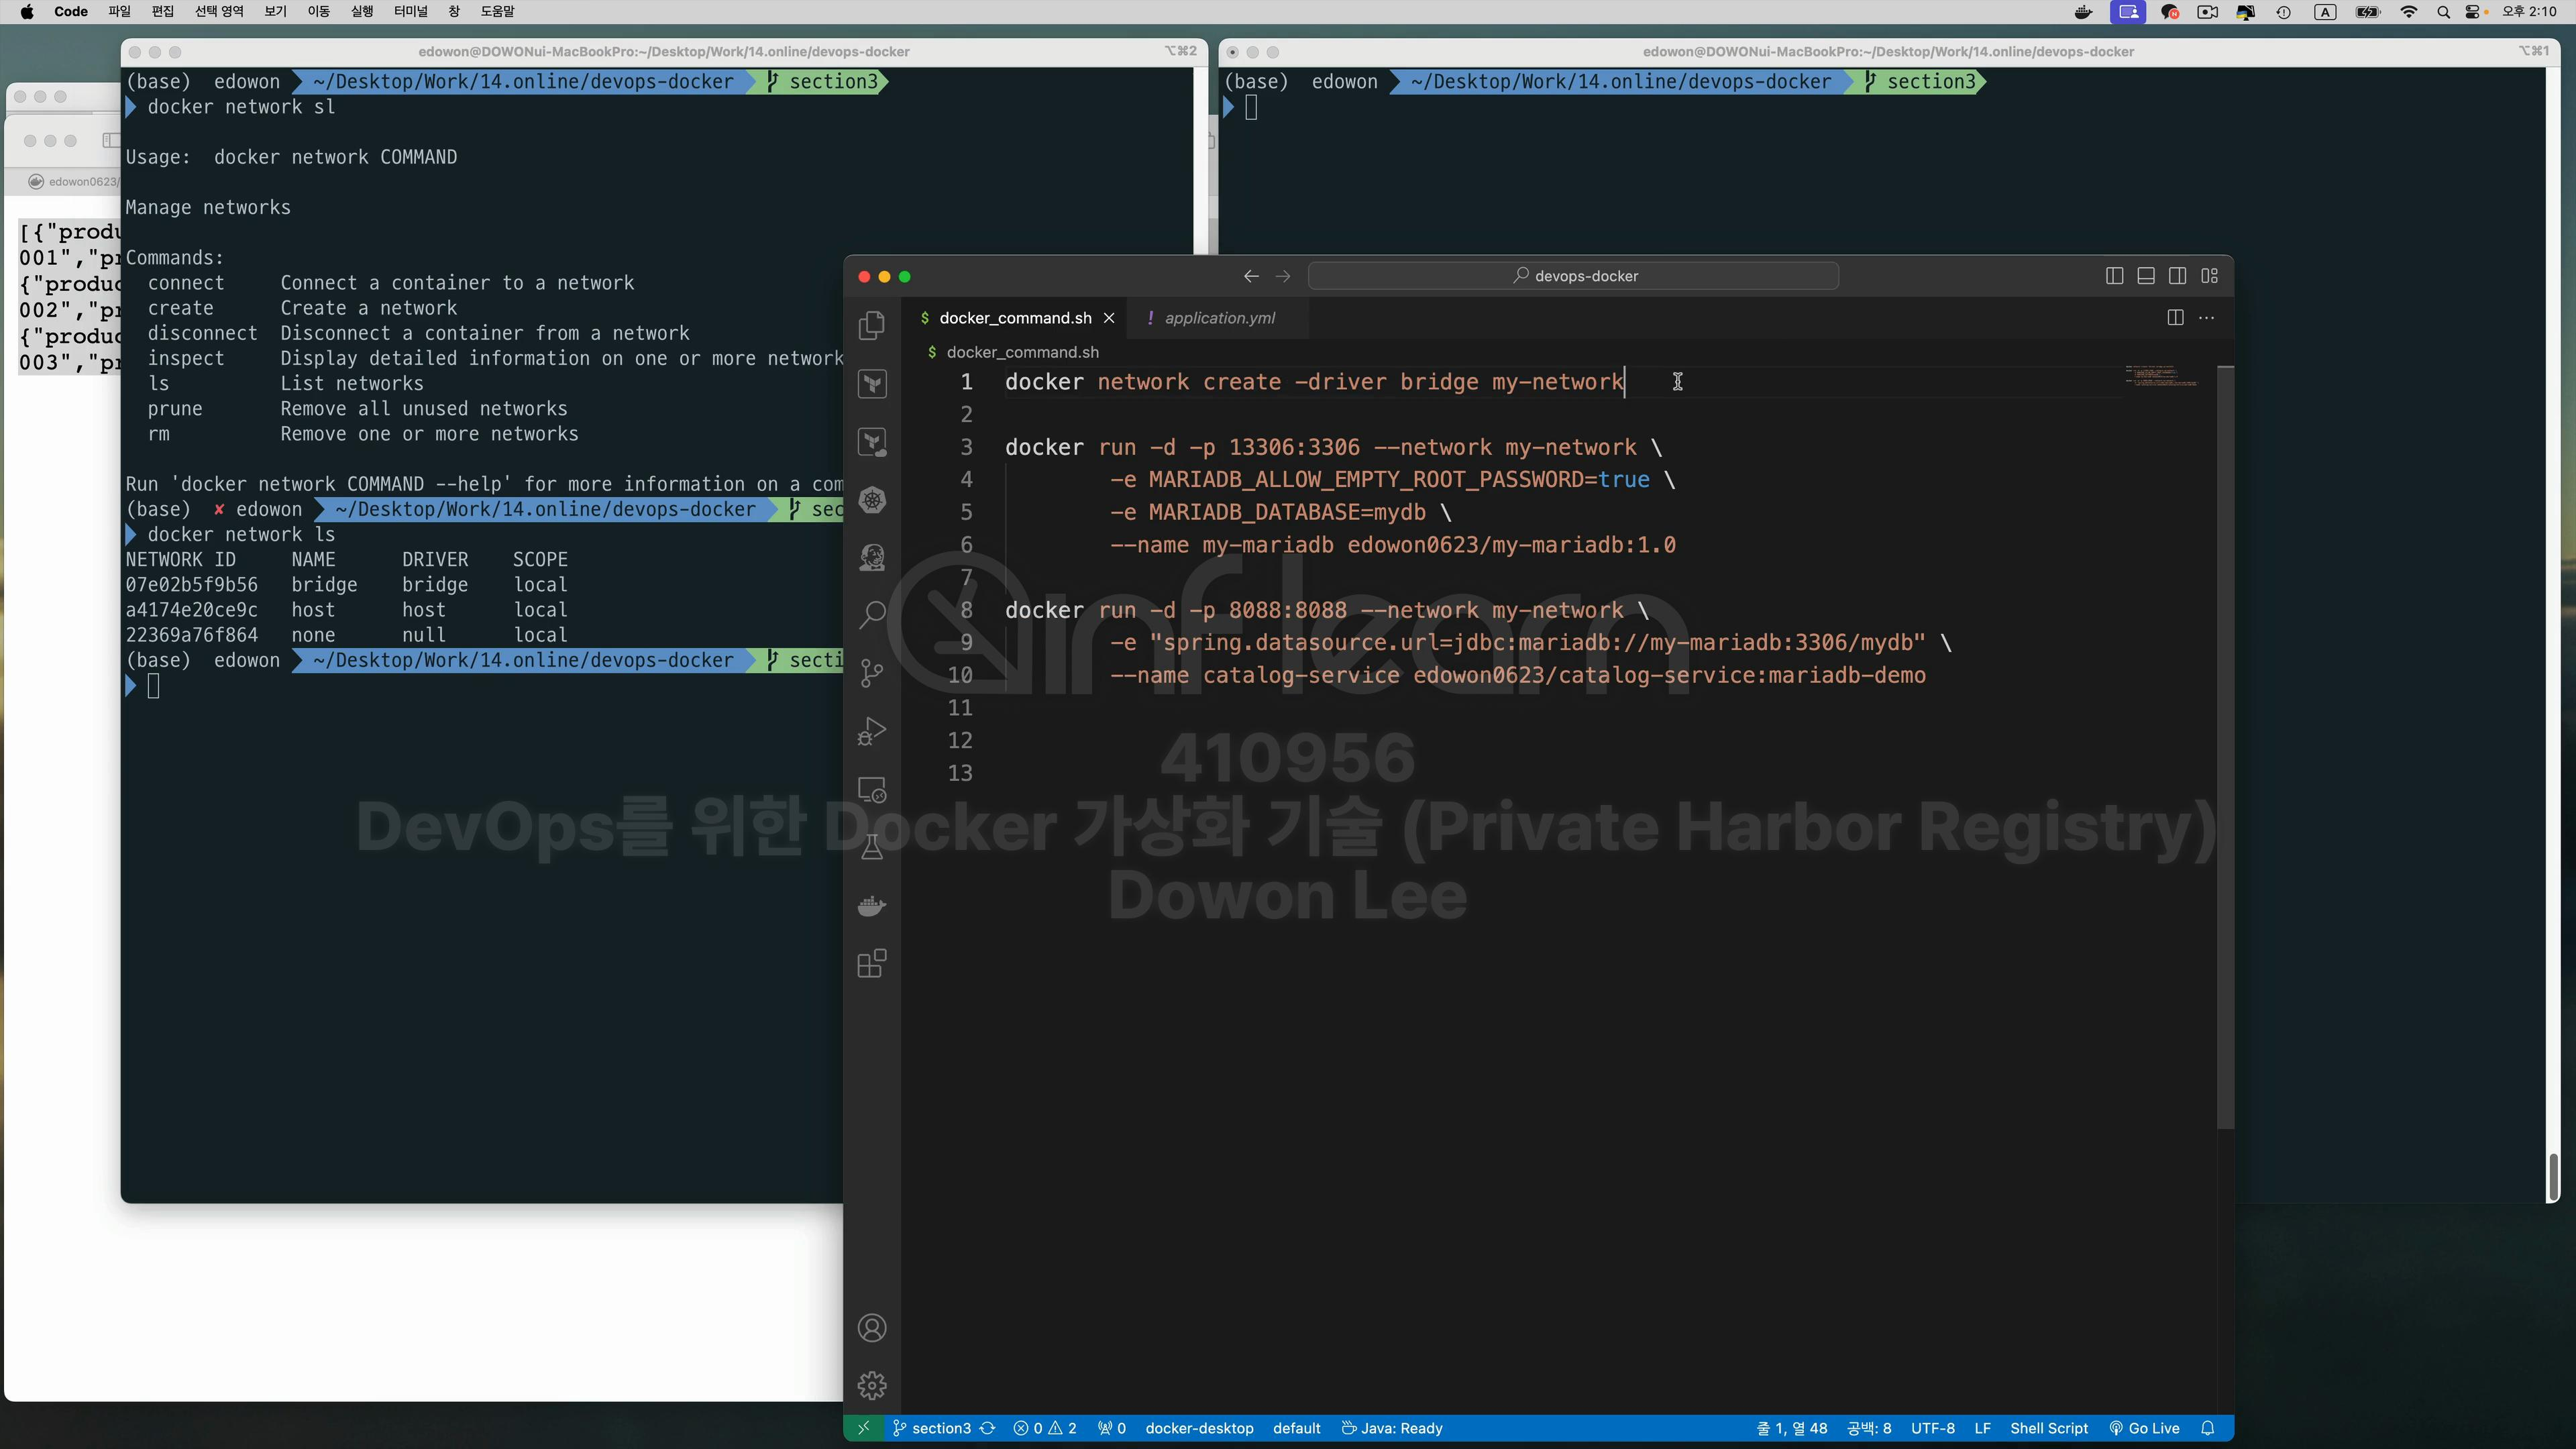 Code 파일 편집 선택 영역 보기 이동 실행 터미널 창 도움말
A 오후 2:10
edowon@DOWONui-MacBookPro:~/Desktop/Work/14.online/devops-docker ⌥⌘2
(base) edowon ~/Desktop/Work/14.online/devops-docker section3
docker network sl
Usage: docker network COMMAND
Manage networks
Commands:
connect Connect a container to a network
create Create a network
disconnect Disconnect a container from a network
inspect Display detailed information on one or more network
ls List networks
prune Remove all unused networks
rm Remove one or more networks
Run 'docker network COMMAND --help' for more information on a com
(base) ✘ edowon ~/Desktop/Work/14.online/devops-docker sec
docker network ls
NETWORK ID NAME DRIVER SCOPE
07e02b5f9b56 bridge bridge local
a4174e20ce9c host host local
22369a76f864 none null local
(base) edowon ~/Desktop/Work/14.online/devops-docker secti
edowon@DOWONui-MacBookPro:~/Desktop/Work/14.online/devops-docker ⌥⌘1
(base) edowon ~/Desktop/Work/14.online/devops-docker section3
edowon0623/
[{"produ
001","pr
{"produc
002","pr
{"produc
003","pr
devops-docker
$ docker_command.sh ! application.yml
$ docker_command.sh
1 docker network create -driver bridge my-network
2
3 docker run -d -p 13306:3306 --network my-network \
4 -e MARIADB_ALLOW_EMPTY_ROOT_PASSWORD=true \
5 -e MARIADB_DATABASE=mydb \
6 --name my-mariadb edowon0623/my-mariadb:1.0
7
8 docker run -d -p 8088:8088 --network my-network \
9 -e "spring.datasource.url=jdbc:mariadb://my-mariadb:3306/mydb" \
10 --name catalog-service edowon0623/catalog-service:mariadb-demo
11
12
13
inflearn
410956
DevOps를 위한 Docker 가상화 기술 (Private Harbor Registry)
Dowon Lee
section3 0 2 0 docker-desktop default Java: Ready 줄 1, 열 48 공백: 8 UTF-8 LF Shell Script Go Live